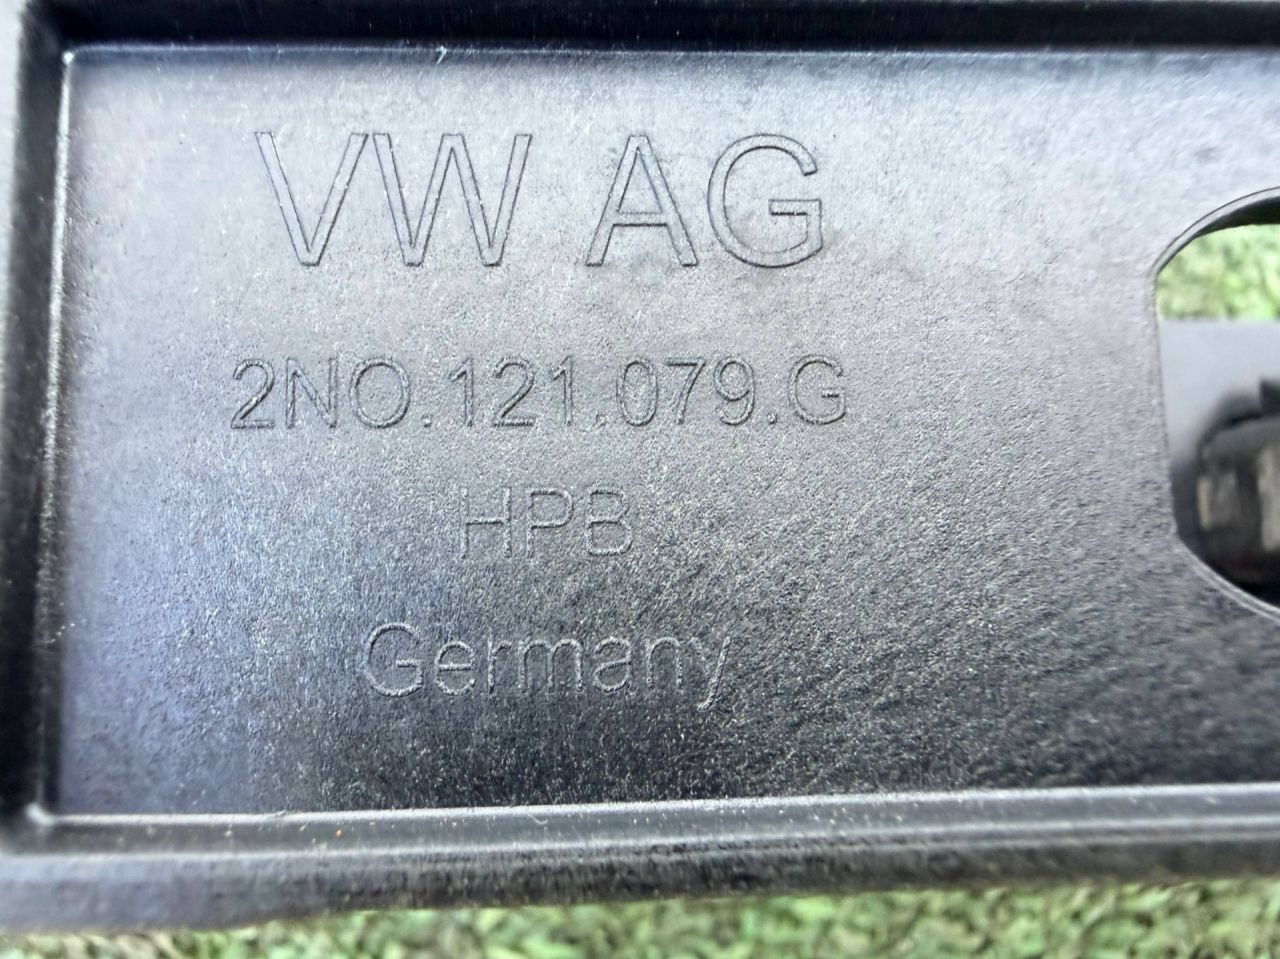 VW AG
2NO.121.079.G
HPB
Germany